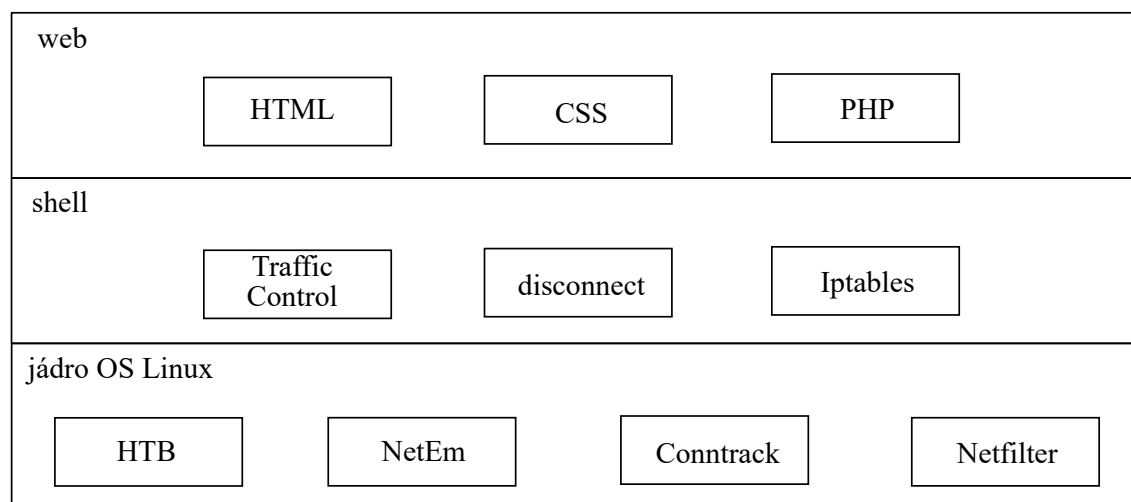 web
HTML
CSS
PHP
shell
Traffic
Control
disconnect
Iptables
jádro OS Linux
HTB
NetEm
Conntrack
Netfilter